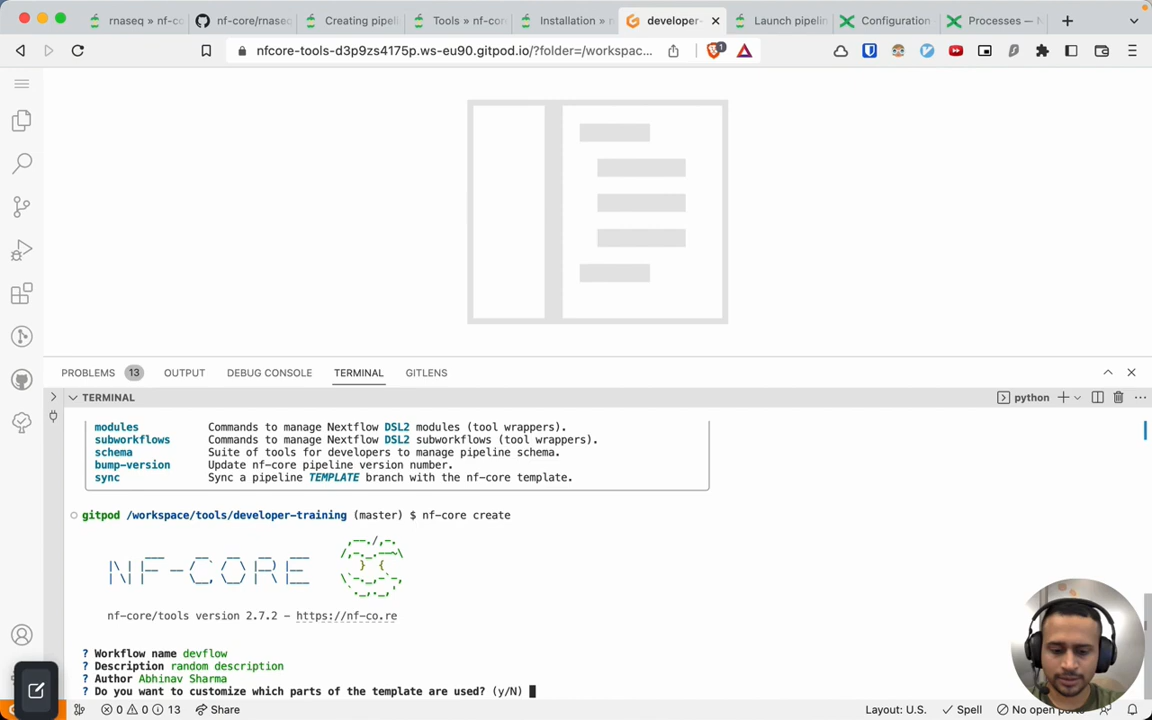 rnaseq » nf-co
nf-core/rnase
Creating pipel
Tools » nf-cor
Installation »
developer-
Launch pipelin
Configuration
Processes — N
nfcore-tools-d3p9zs4175p.ws-eu90.gitpod.io/?folder=/workspac...
1
PROBLEMS 13 OUTPUT DEBUG CONSOLE TERMINAL GITLENS
TERMINAL
python
modules Commands to manage Nextflow DSL2 modules (tool wrappers).
subworkflows Commands to manage Nextflow DSL2 subworkflows (tool wrappers).
schema Suite of tools for developers to manage pipeline schema.
bump-version Update nf-core pipeline version number.
sync Sync a pipeline TEMPLATE branch with the nf-core template.
gitpod /workspace/tools/developer-training (master) $ nf-core create
NF-CORE
nf-core/tools version 2.7.2 – https://nf-co.re
? Workflow name devflow
? Description random description
? Author Abhinav Sharma
? Do you want to customize which parts of the template are used? (y/N)
0 0 13 Share
Layout: U.S. Spell No open ports